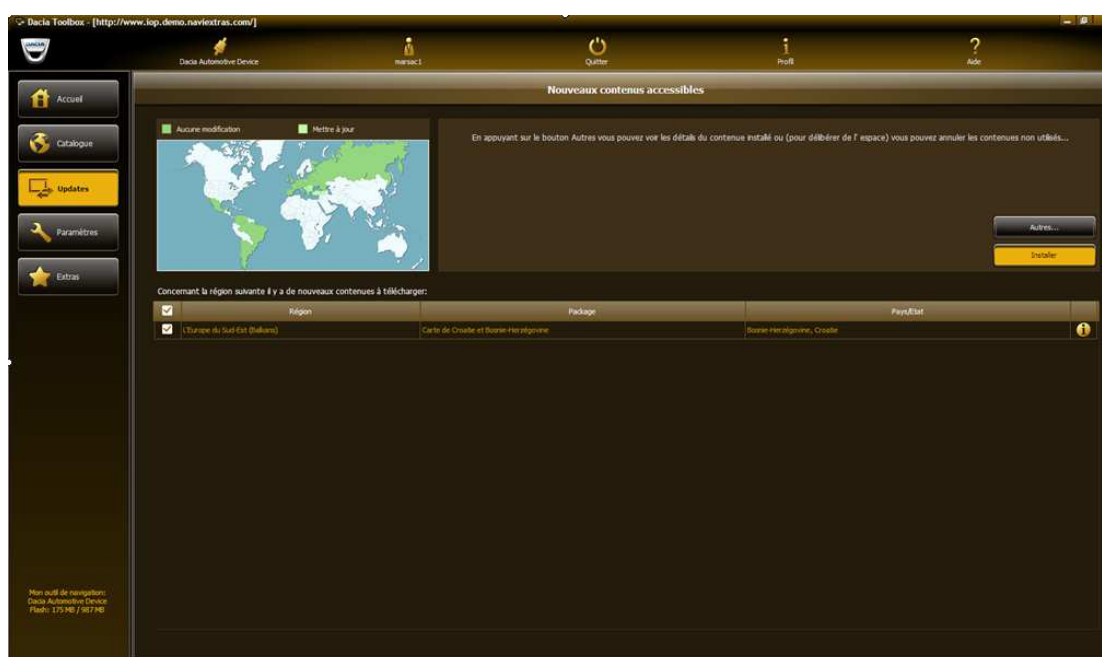 Dacia Toolbox - [http://www.iop.demo.naviextras.com/]
DACIA
Dacia Automotive Device
marsac1
Quitter
Profil
Aide
Nouveaux contenus accessibles
Accueil
Catalogue
Updates
Paramètres
Extras
Aucune modification
Mettre à jour
En appuyant sur le bouton Autres vous pouvez voir les détails du contenue installé ou (pour délibérer de l' espace) vous pouvez annuler les contenues non utilisés...
Autres...
Installer
Concernant la région suivante il y a de nouveaux contenues à télécharger:
Région Package Pays/Etat
L'Europe du Sud-Est (Balkans) Carte de Croatie et Bosnie-Herzégovine Bosnie-Herzégovine, Croatie
Mon outil de navigation:
Dacia Automotive Device
Flash: 175 MB / 987 MB